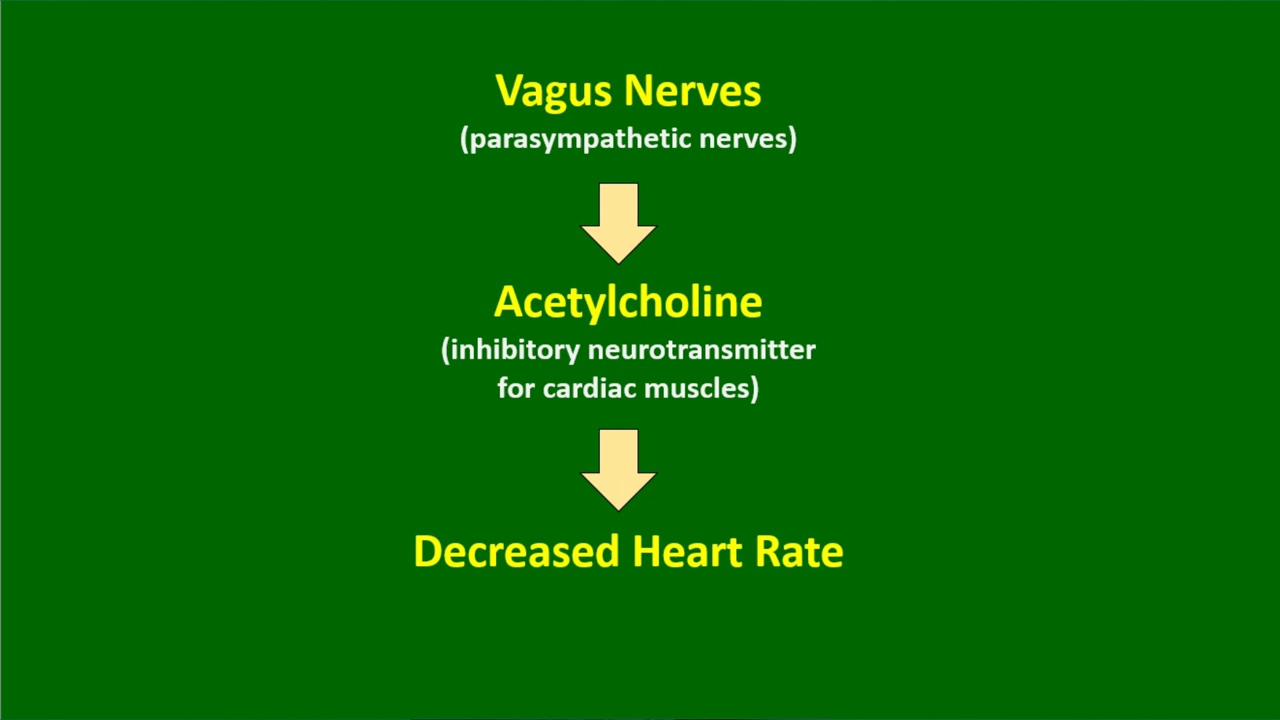 Vagus Nerves
(parasympathetic nerves)
Acetylcholine
(inhibitory neurotransmitter
for cardiac muscles)
Decreased Heart Rate